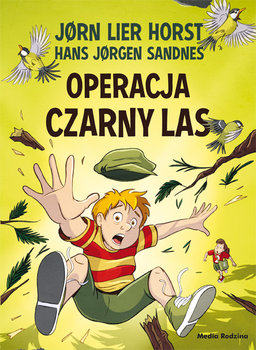 JØRN LIER HORST
HANS JØRGEN SANDNES
OPERACJA
CZARNY LAS
Media Rodzina